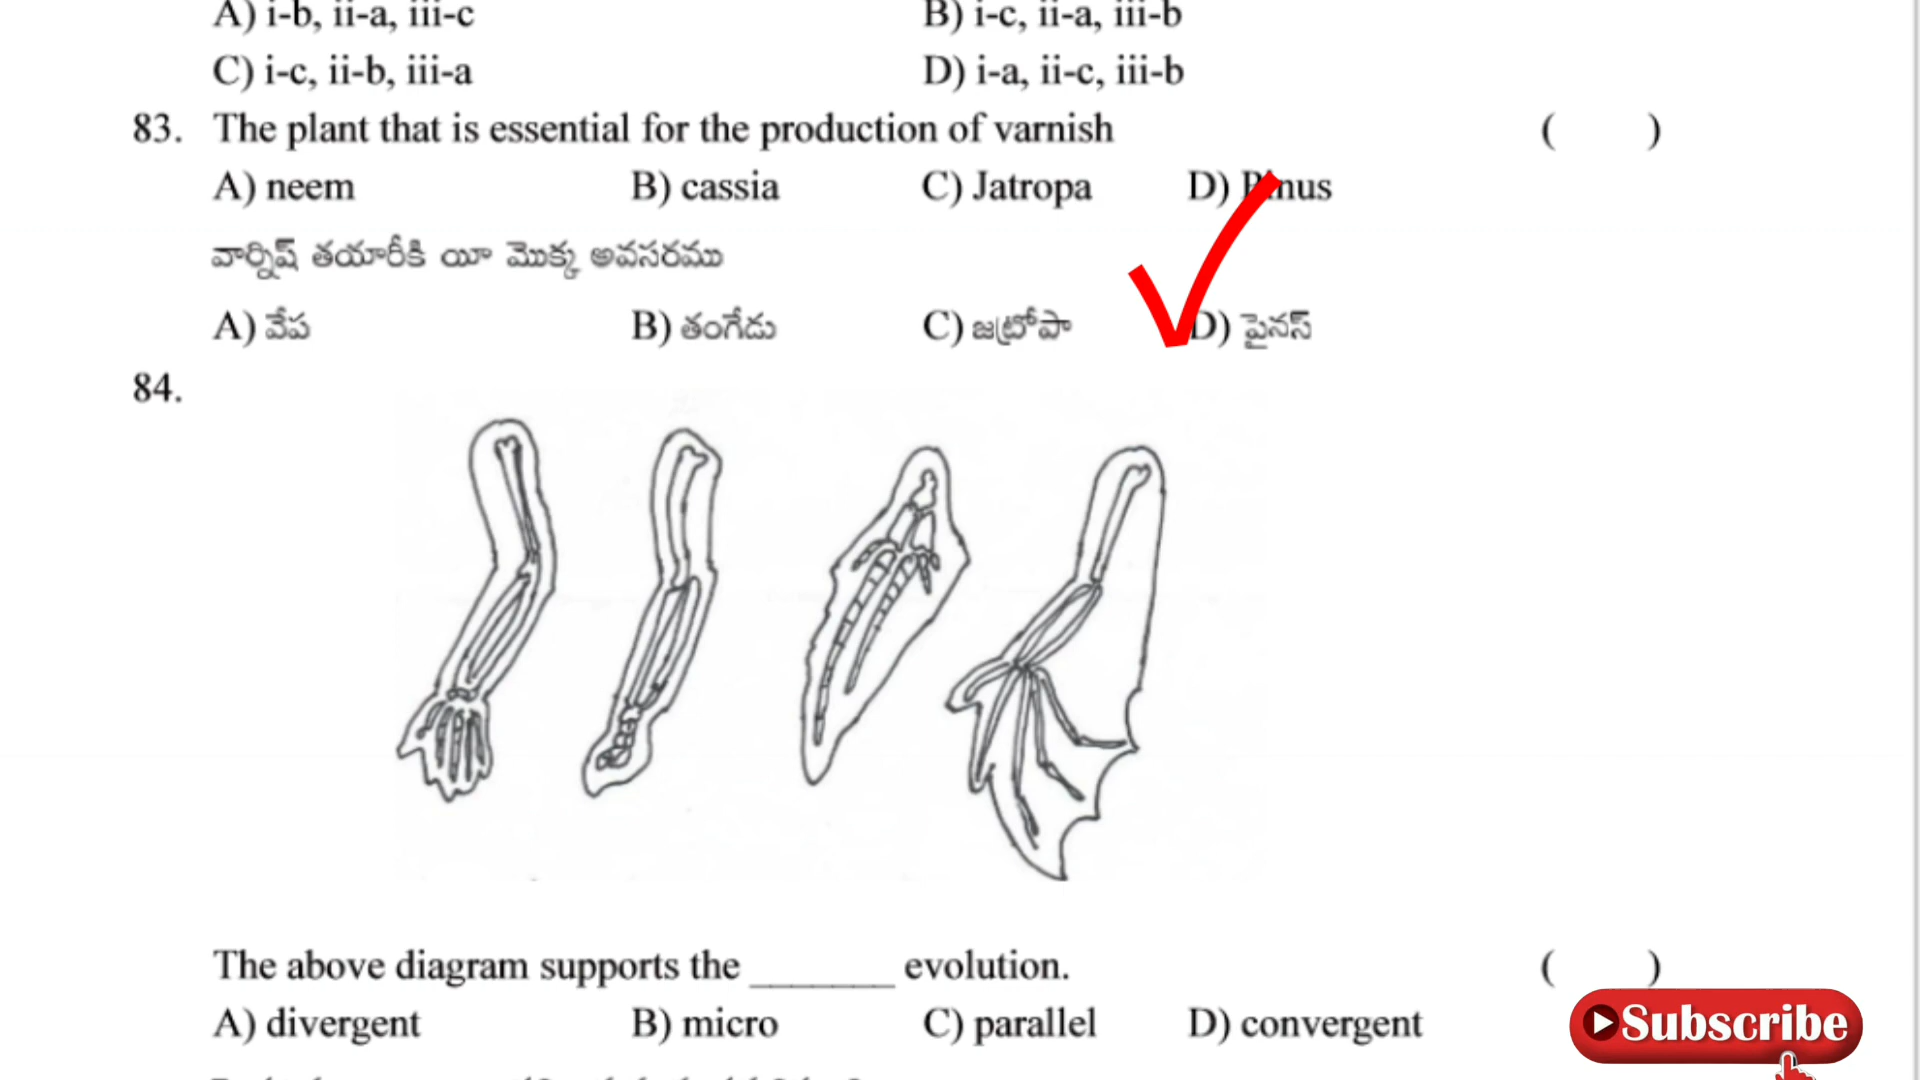 A) i-b, ii-a, iii-c B) i-c, ii-a, iii-b
C) i-c, ii-b, iii-a D) i-a, ii-c, iii-b
83. The plant that is essential for the production of varnish ( )
A) neem B) cassia C) Jatropa D) Pinus
వార్నిష్ తయారీకి యీ మొక్క అవసరము
A) వేప B) తంగేడు C) జట్రోపా D) పైనస్
84.
The above diagram supports the _______ evolution. ( )
A) divergent B) micro C) parallel D) convergent
Subscribe